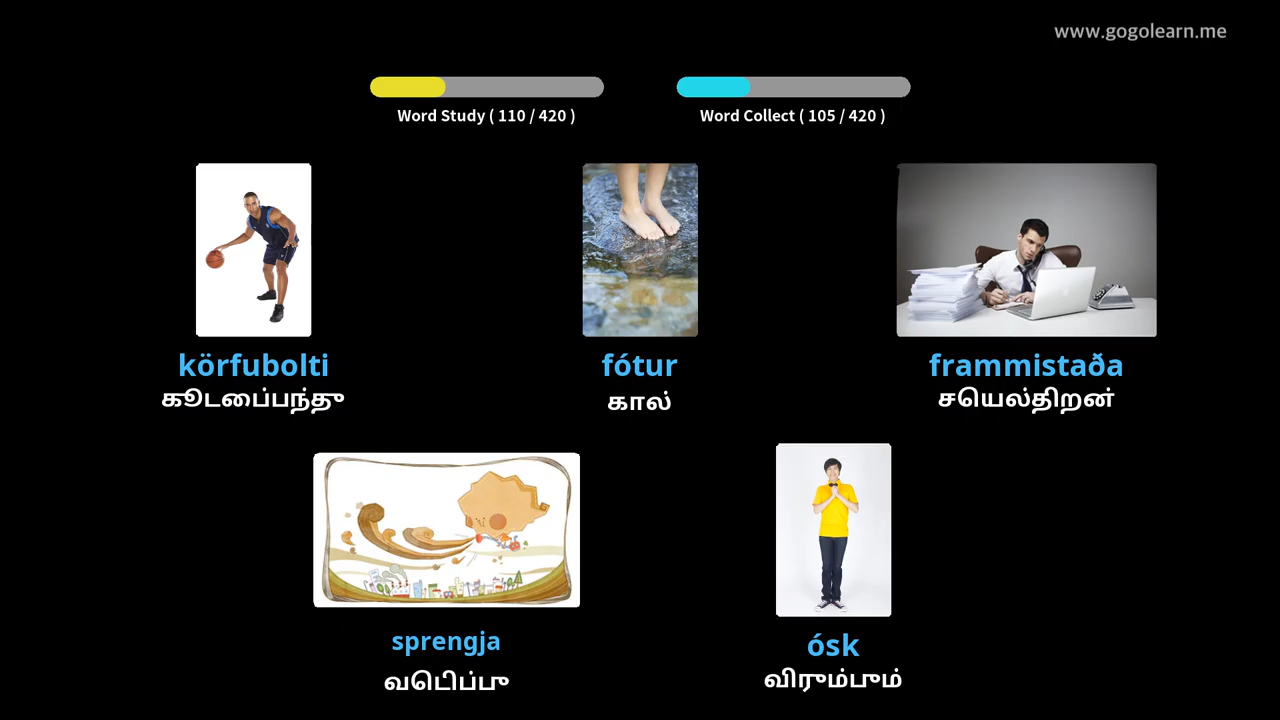 www.gogolearn.me
Word Study ( 110 / 420 )
Word Collect ( 105 / 420 )
körfubolti
கூடைப்பந்து
fótur
கால்
frammistaða
செயல்திறன்
sprengja
வெடிப்பு
ósk
விரும்பும்